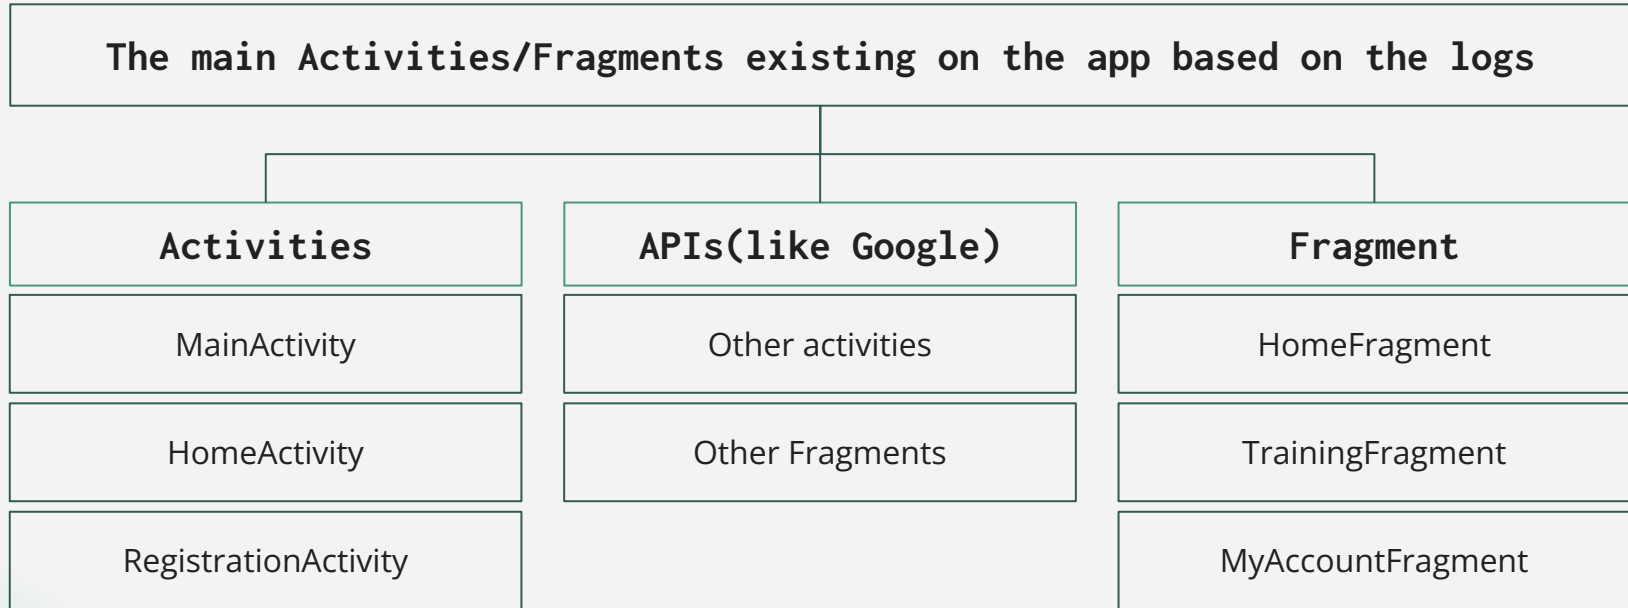 The main Activities/Fragments existing on the app based on the logs
Activities
APIs(like Google)
Fragment
MainActivity
Other activities
HomeFragment
HomeActivity
Other Fragments
TrainingFragment
RegistrationActivity
MyAccountFragment